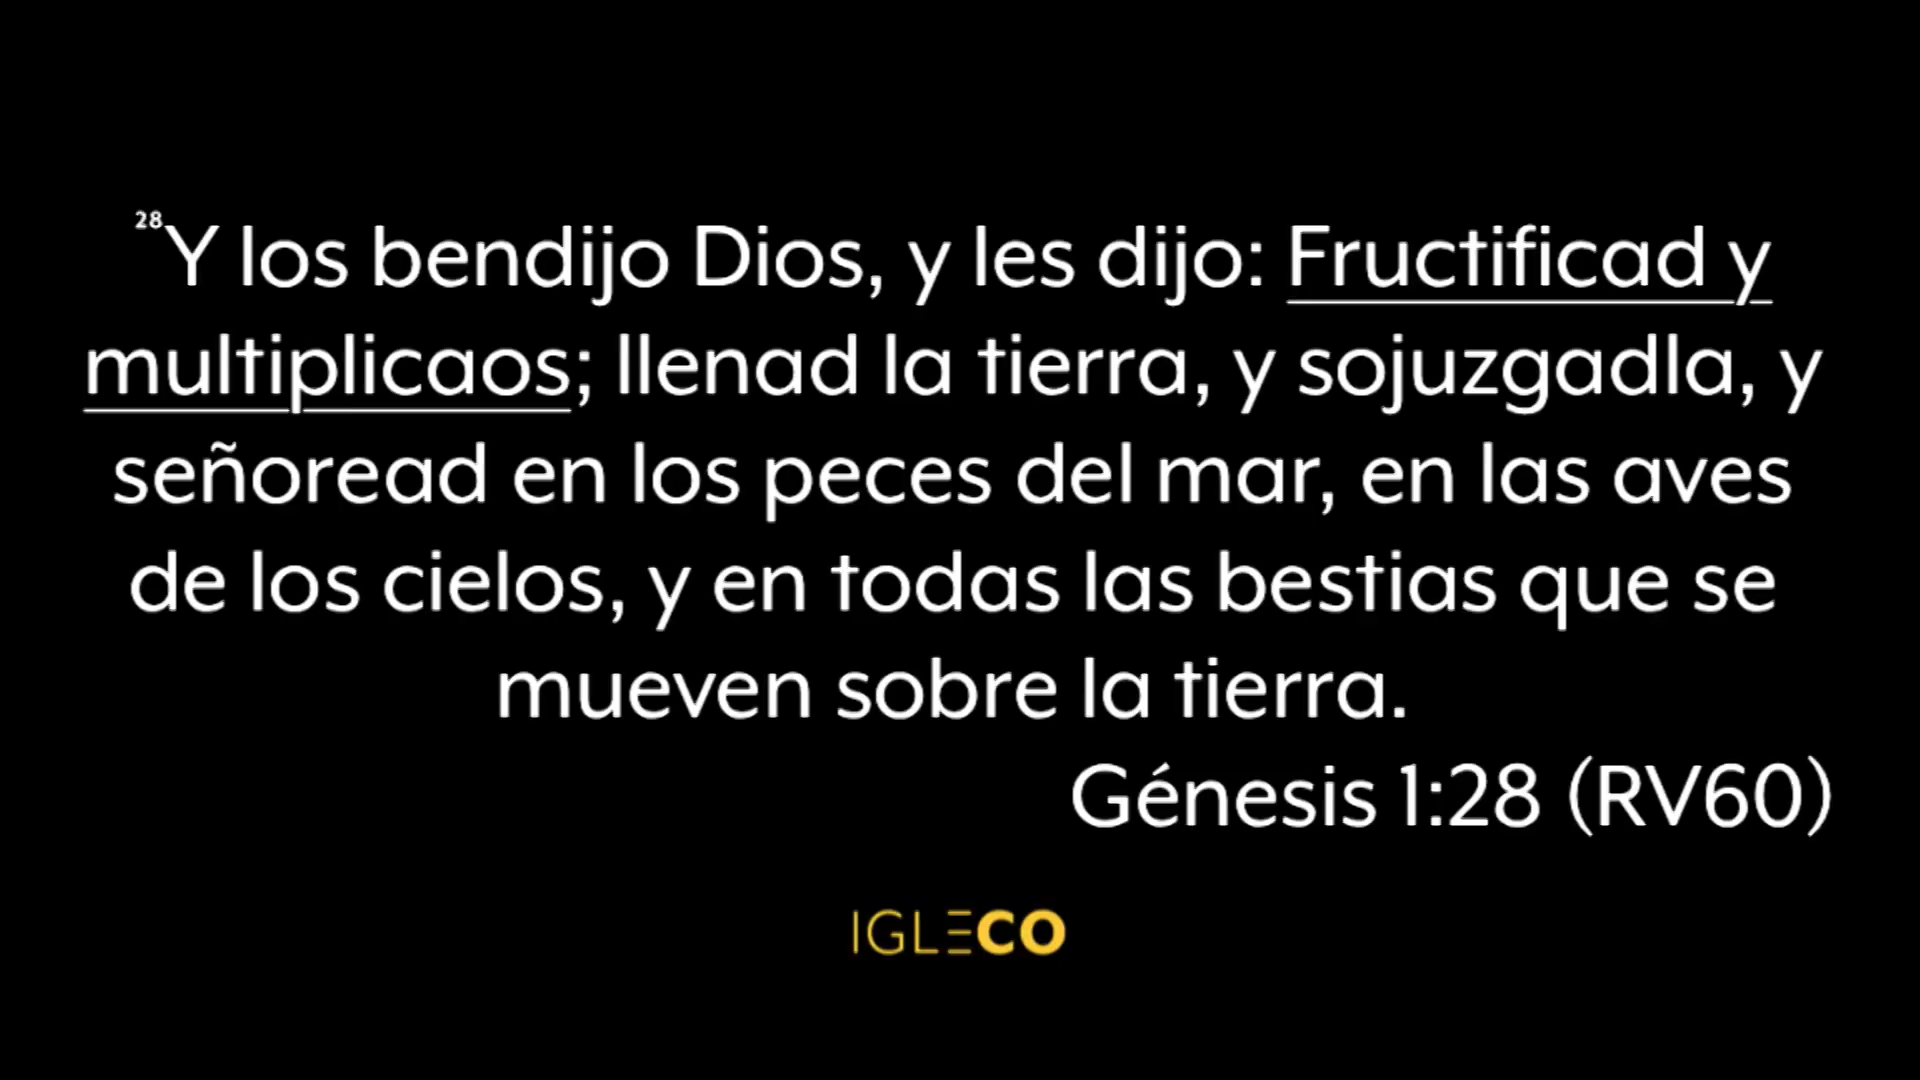 28Y los bendijo Dios, y les dijo: Fructificad y
multiplicaos; llenad la tierra, y sojuzgadla, y
señoread en los peces del mar, en las aves
de los cielos, y en todas las bestias que se
mueven sobre la tierra.
Génesis 1:28 (RV60)
IGLECO